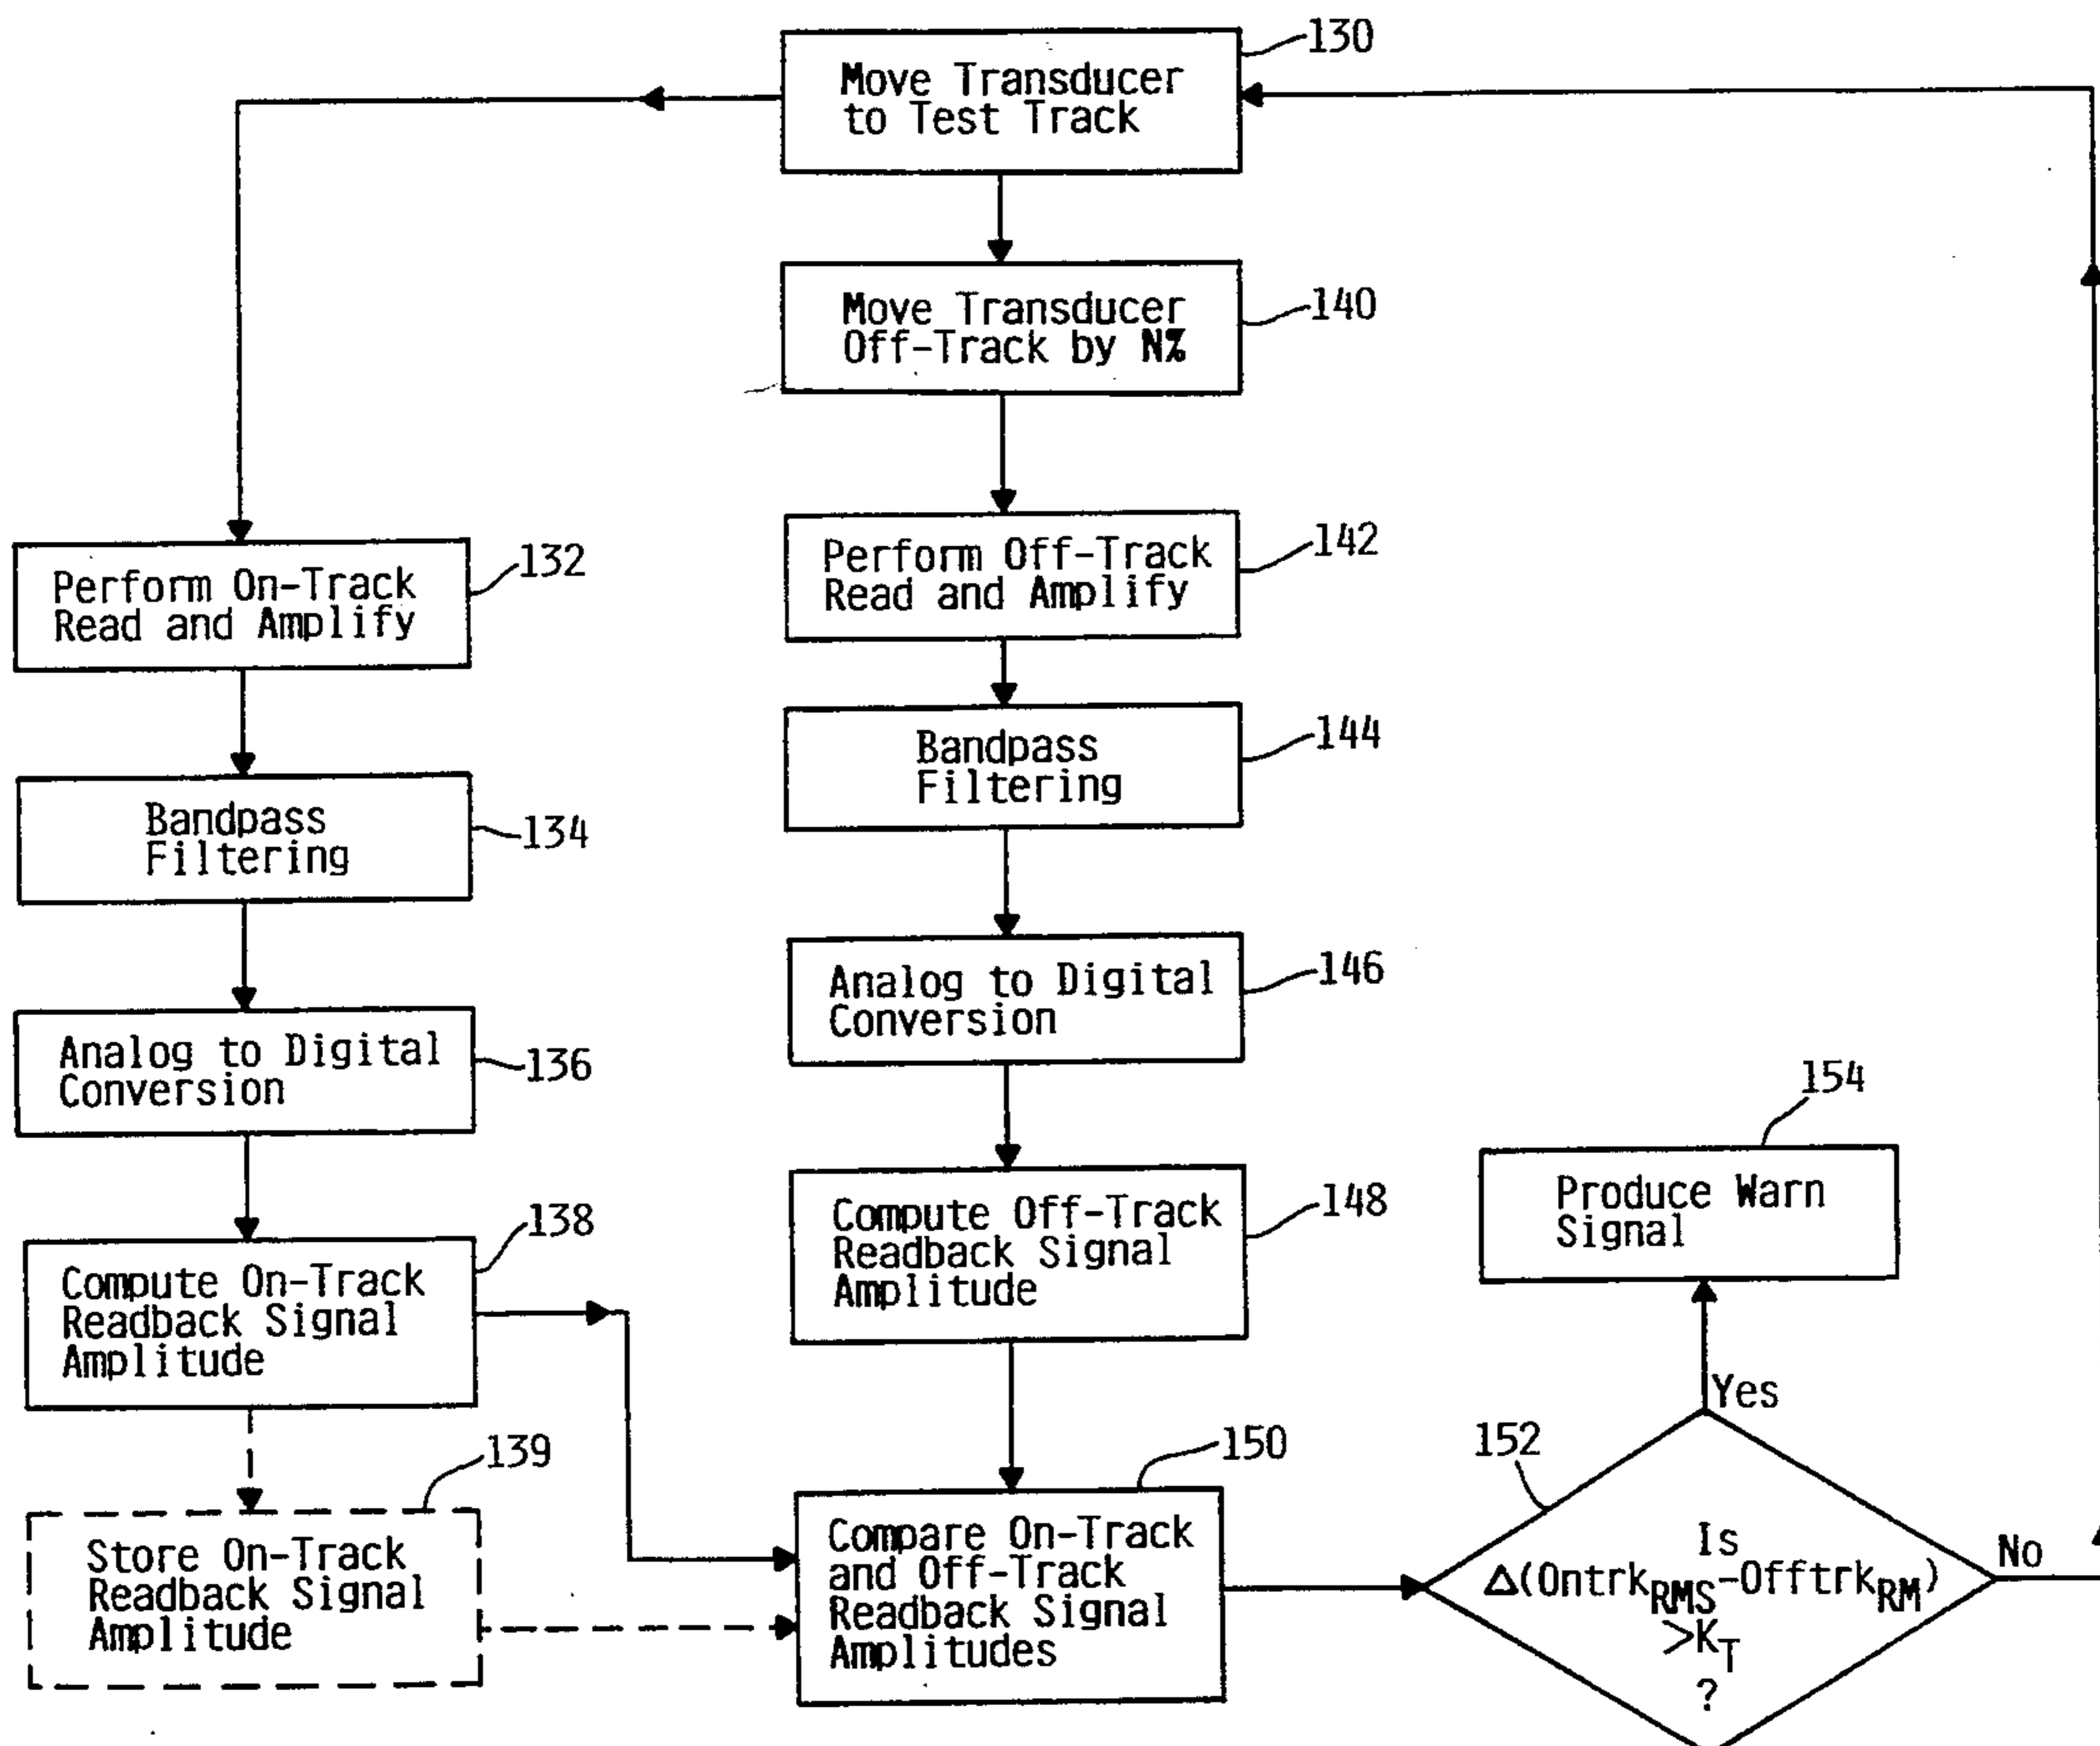 130
Move Transducer
to Test Track
Move Transducer
Off-Track by N%
140
Perform On-Track
Read and Amplify
132
Perform Off-Track
Read and Amplify
142
Bandpass
Filtering
144
Bandpass
Filtering
134
Analog to Digital
Conversion
146
Analog to Digital
Conversion
136
154
Produce Warn
Signal
Compute Off-Track
Readback Signal
Amplitude
148
138
Compute On-Track
Readback Signal
Amplitude
Yes
139
Store On-Track
Readback Signal
Amplitude
150
Compare On-Track
and Off-Track
Readback Signal
Amplitudes
152
Is
Δ(Ontrk_RMS-Offtrk_RM)
>K_T
?
No